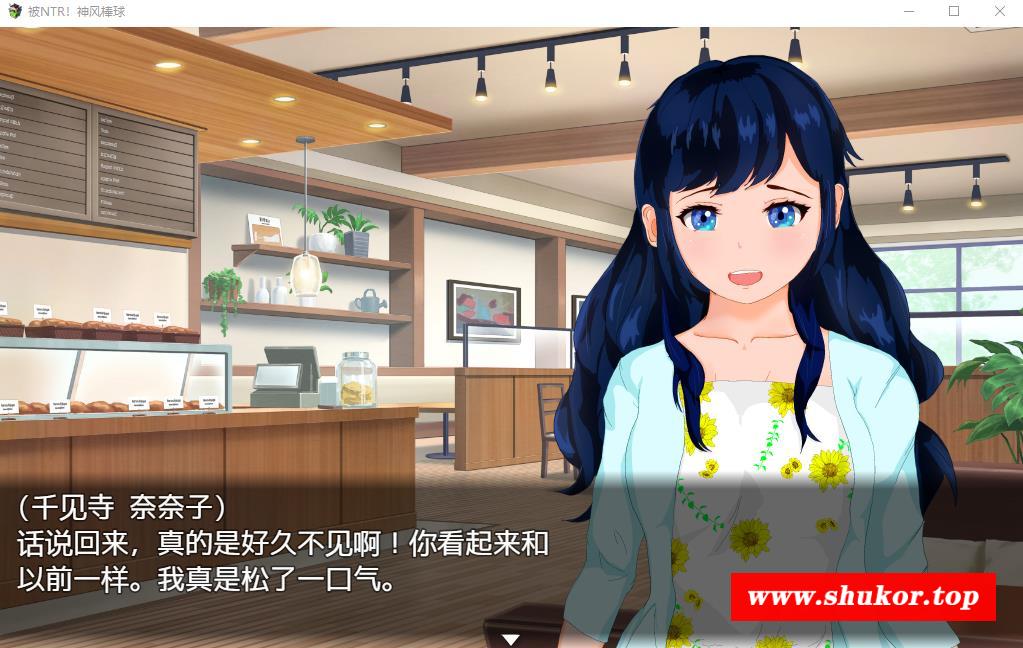 被NTR！神风棒球
（千见寺 奈奈子）
话说回来，真的是好久不见啊！你看起来和
以前一样。我真是松了一口气。
www.shukor.top